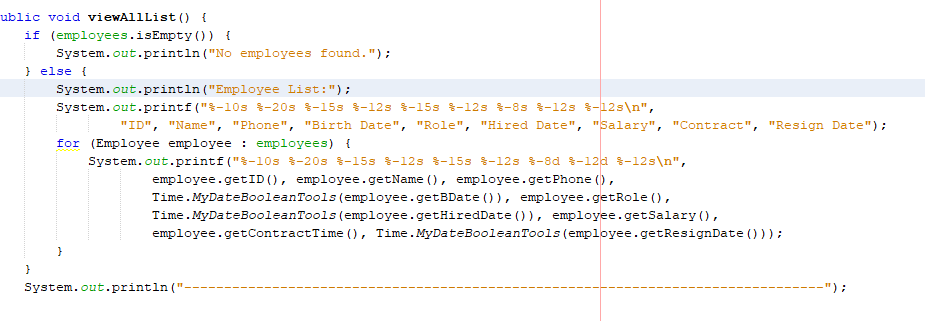 ublic void viewAllList() {
if (employees.isEmpty()) {
System.out.println("No employees found.");
} else {
System.out.println("Employee List:");
System.out.printf("%-10s %-20s %-15s %-12s %-15s %-12s %-8s %-12s %-12s\n",
"ID", "Name", "Phone", "Birth Date", "Role", "Hired Date", "Salary", "Contract", "Resign Date");
for (Employee employee : employees) {
System.out.printf("%-10s %-20s %-15s %-12s %-15s %-12s %-8d %-12d %-12s\n",
employee.getID(), employee.getName(), employee.getPhone(),
Time.MyDateBooleanTools(employee.getBDate()), employee.getRole(),
Time.MyDateBooleanTools(employee.getHiredDate()), employee.getSalary(),
employee.getContractTime(), Time.MyDateBooleanTools(employee.getResignDate()));
}
}
System.out.println("--------------------------------------------------------------------------------");